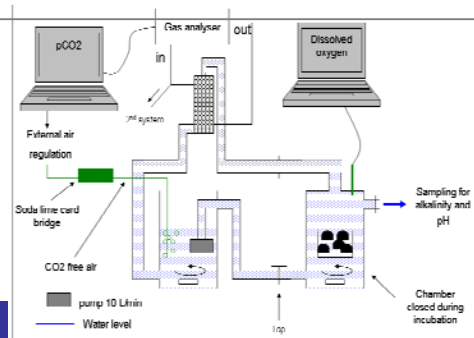 Gas analyser
out
pCO2
in
Dissolved
oxygen
2nd system
External air
regulation
Soda lime card
bridge
CO2 free air
Sampling for
alkalinity and
pH
pump 10 L/min
Water level
Chamber
closed during
incubation